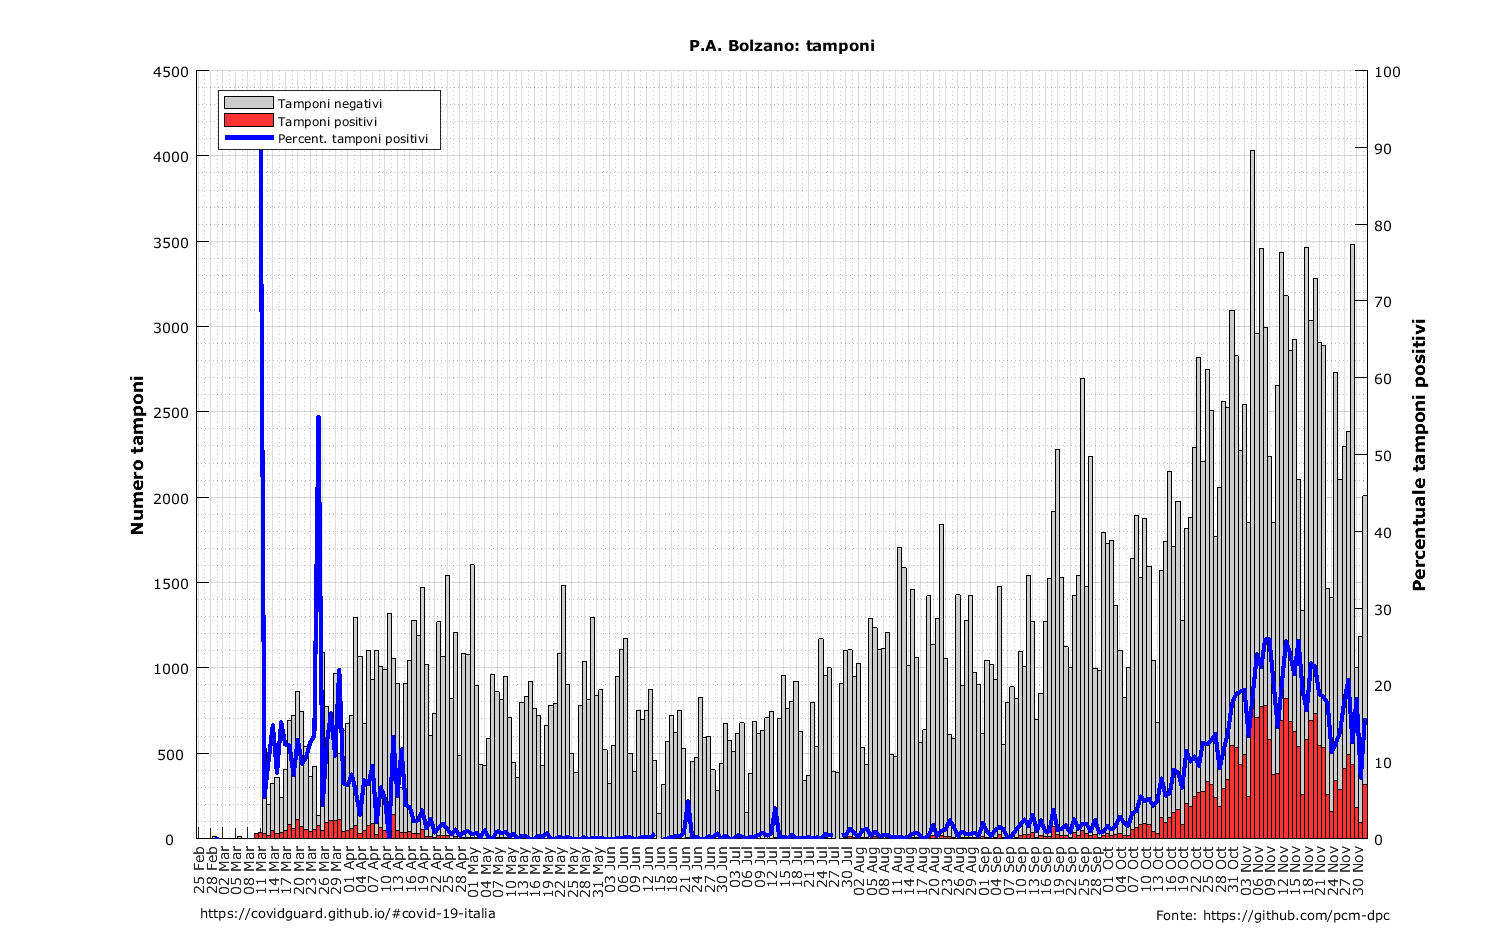 P.A. Bolzano: tamponi
Tamponi negativi
Tamponi positivi
Percent. tamponi positivi
Numero tamponi
4500
4000
3500
3000
2500
2000
1500
1000
500
0
Percentuale tamponi positivi
100
90
80
70
60
50
40
30
20
10
0
25 Feb
28 Feb
02 Mar
05 Mar
08 Mar
11 Mar
14 Mar
17 Mar
20 Mar
23 Mar
26 Mar
29 Mar
01 Apr
04 Apr
07 Apr
10 Apr
13 Apr
16 Apr
19 Apr
22 Apr
25 Apr
28 Apr
01 May
04 May
07 May
10 May
13 May
16 May
19 May
22 May
25 May
28 May
31 May
03 Jun
06 Jun
09 Jun
12 Jun
15 Jun
18 Jun
21 Jun
24 Jun
27 Jun
30 Jun
03 Jul
06 Jul
09 Jul
12 Jul
15 Jul
18 Jul
21 Jul
24 Jul
27 Jul
30 Jul
02 Aug
05 Aug
08 Aug
11 Aug
14 Aug
17 Aug
20 Aug
23 Aug
26 Aug
29 Aug
01 Sep
04 Sep
07 Sep
10 Sep
13 Sep
16 Sep
19 Sep
22 Sep
25 Sep
28 Sep
01 Oct
04 Oct
07 Oct
10 Oct
13 Oct
16 Oct
19 Oct
22 Oct
25 Oct
28 Oct
31 Oct
03 Nov
06 Nov
09 Nov
12 Nov
15 Nov
18 Nov
21 Nov
24 Nov
27 Nov
30 Nov
https://covidguard.github.io/#covid-19-italia
Fonte: https://github.com/pcm-dpc